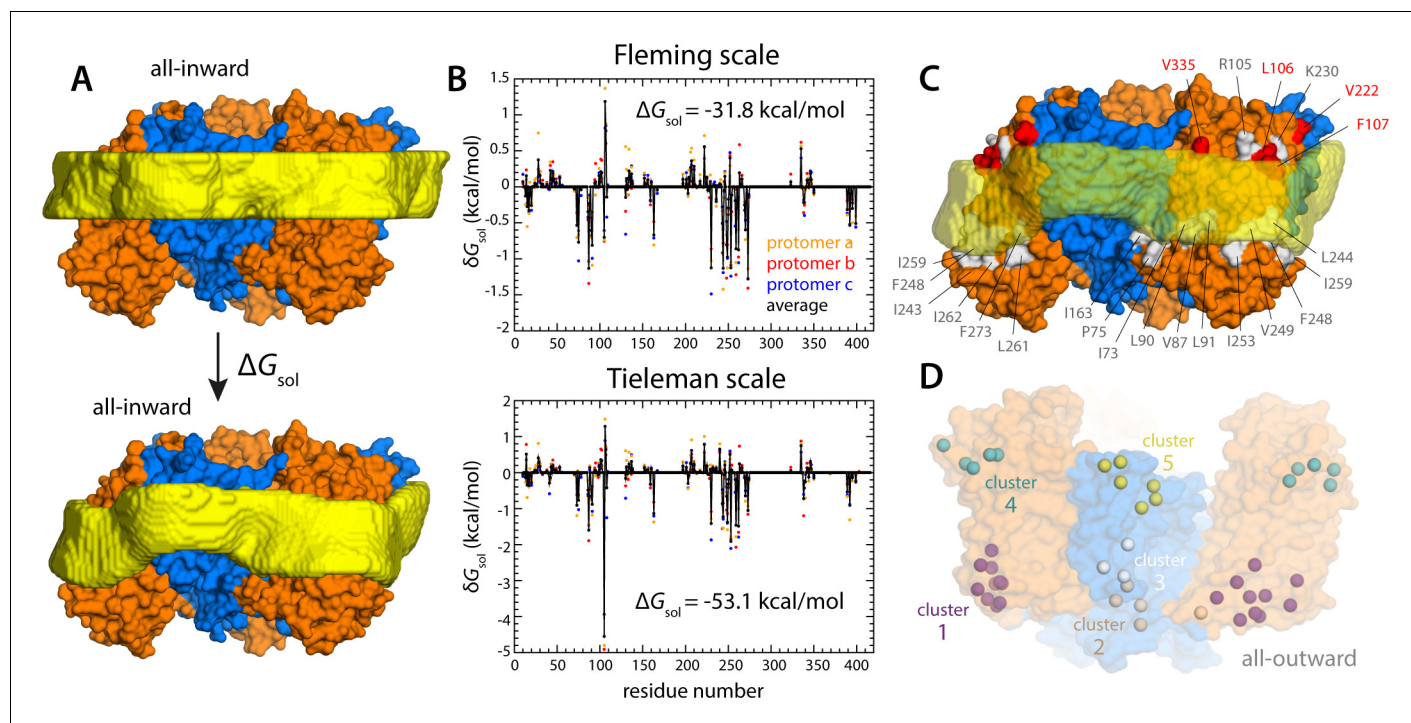 A
all-inward
ΔGsol
all-inward
B
Fleming scale
ΔGsol = -31.8 kcal/mol
δGsol (kcal/mol)
1.5
1
0.5
0
-0.5
-1
-1.5
-2
protomer a
protomer b
protomer c
average
0 50 100 150 200 250 300 350 400
Tieleman scale
δGsol (kcal/mol)
2
1
0
-1
-2
-3
-4
-5
ΔGsol = -53.1 kcal/mol
0 50 100 150 200 250 300 350 400
residue number
C
V335
R105
L106
K230
V222
F107
I259
F248
I243
I262
F273
L261
I163
P75
I73
L90
V87
L91
I253
V249
F248
I259
L244
D
cluster
5
cluster
4
cluster
3
cluster
1
cluster
2
all-outward